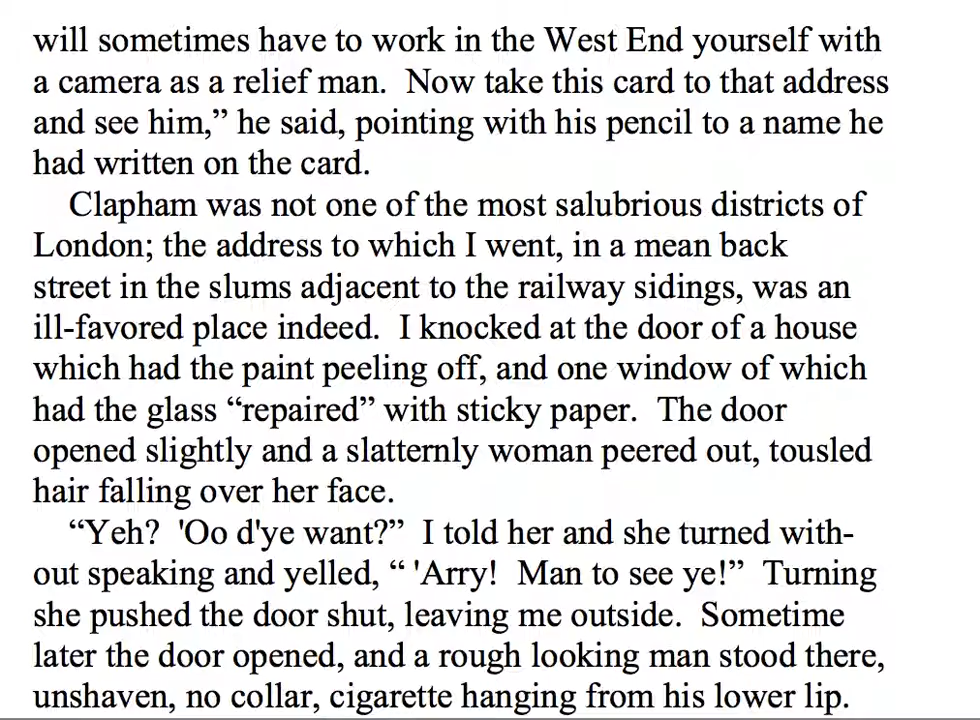 will sometimes have to work in the West End yourself with
a camera as a relief man.  Now take this card to that address
and see him,” he said, pointing with his pencil to a name he
had written on the card.
Clapham was not one of the most salubrious districts of
London; the address to which I went, in a mean back
street in the slums adjacent to the railway sidings, was an
ill-favored place indeed.  I knocked at the door of a house
which had the paint peeling off, and one window of which
had the glass “repaired” with sticky paper.  The door
opened slightly and a slatternly woman peered out, tousled
hair falling over her face.
“Yeh?  'Oo d'ye want?”  I told her and she turned with-
out speaking and yelled, “ 'Arry!  Man to see ye!”  Turning
she pushed the door shut, leaving me outside.  Sometime
later the door opened, and a rough looking man stood there,
unshaven, no collar, cigarette hanging from his lower lip.